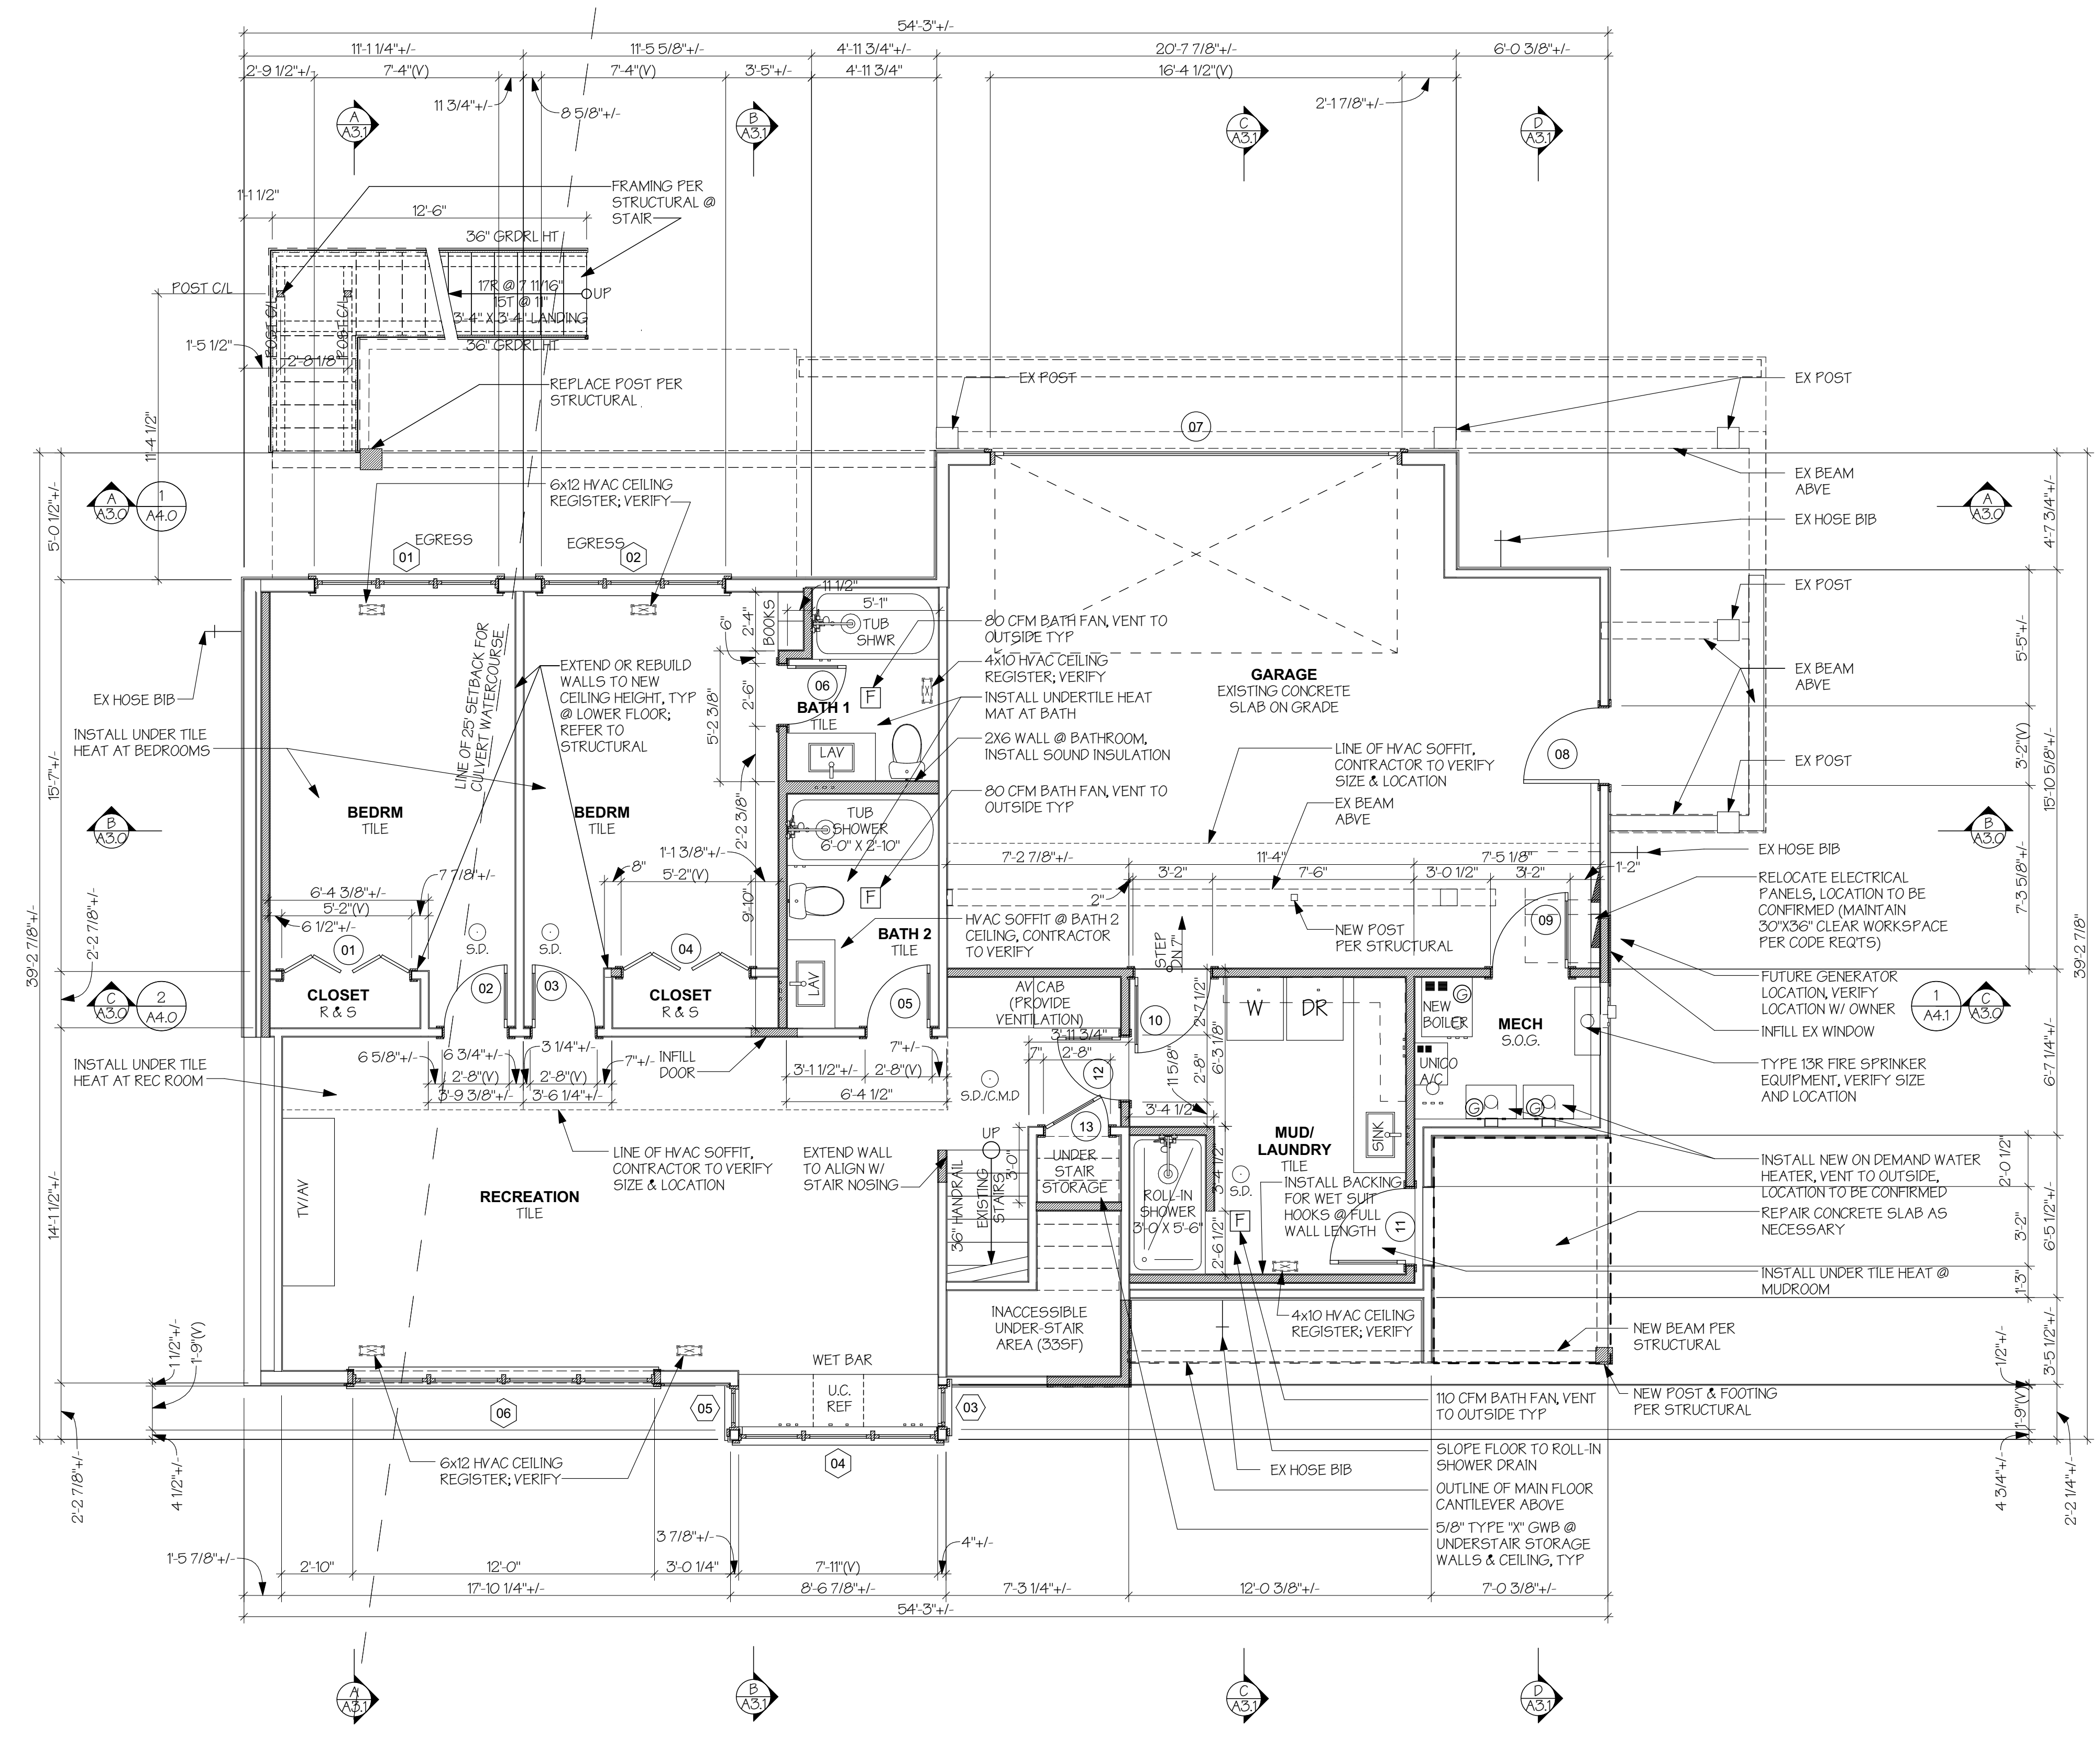 54'-3"+/-
11'-1 1/4"+/-
11'-5 5/8"+/-
4'-11 3/4"+/-
20'-7 7/8"+/-
6'-0 3/8"+/-
2'-9 1/2"+/-
7'-4"(V)
7'-4"(V)
3'-5"+/-
4'-11 3/4"
16'-4 1/2"(V)
11 3/4"+/-
8 5/8"+/-
2'-1 7/8"+/-
A
A3.1
B
A3.1
C
A3.1
D
A3.1
1'-1 1/2"
12'-6"
FRAMING PER
STRUCTURAL @
STAIR
36" GRDRL HT
POST C/L
17R @ 7 11/16"
15T @ 11"
3'-4" X 3'-4" LANDING
UP
36" GRDRL HT
POST C/L
POST C/L
1'-5 1/2"
2'-8 1/8"
11'-4 1/2"
REPLACE POST PER
STRUCTURAL
EX POST
EX POST
07
EX BEAM
ABVE
EX HOSE BIB
6x12 HVAC CEILING
REGISTER; VERIFY
A
A3.0
1
A4.0
A
A3.0
5'-0 1/2"+/-
4'-7 3/4"+/-
EGRESS
01
EGRESS
02
EX POST
11 1/2"
5'-1"
BOOKS
2'-4"
6"
TUB
SHWR
80 CFM BATH FAN, VENT TO
OUTSIDE TYP
4x10 HVAC CEILING
REGISTER; VERIFY
GARAGE
EXISTING CONCRETE
SLAB ON GRADE
5'-5"+/-
EX BEAM
ABVE
EX HOSE BIB
LINE OF 25' SETBACK FOR
CULVERT WATERCOURSE
EXTEND OR REBUILD
WALLS TO NEW
CEILING HEIGHT, TYP
@ LOWER FLOOR;
REFER TO
STRUCTURAL
5'-2 3/8"
2'-6"
06
F
BATH 1
TILE
INSTALL UNDERTILE HEAT
MAT AT BATH
LAV
2X6 WALL @ BATHROOM,
INSTALL SOUND INSULATION
INSTALL UNDER TILE
HEAT AT BEDROOMS
LINE OF HVAC SOFFIT,
CONTRACTOR TO VERIFY
SIZE & LOCATION
08
3'-2"(V)
EX POST
15'-7"+/-
15'-10 5/8"+/-
80 CFM BATH FAN, VENT TO
OUTSIDE TYP
EX BEAM
ABVE
BEDRM
TILE
BEDRM
TILE
2'-2 3/8"
TUB
SHOWER
6'-0" X 2'-10"
B
A3.0
B
A3.0
7'-2 7/8"+/-
11'-4"
7'-5 1/8"
EX HOSE BIB
1'-1 3/8"+/-
8"
5'-2"(V)
7 7/8"+/-
6'-4 3/8"+/-
5'-2"(V)
6 1/2"+/-
9'-10"
F
2"
3'-2"
7'-6"
3'-0 1/2"
3'-2"
1'-2"
7'-3 5/8"+/-
RELOCATE ELECTRICAL
PANELS, LOCATION TO BE
CONFIRMED (MAINTAIN
30"X36" CLEAR WORKSPACE
PER CODE REQ'TS)
39'-2 7/8"+/-
2'-2 7/8"+/-
39'-2 7/8"
HVAC SOFFIT @ BATH 2
CEILING, CONTRACTOR
TO VERIFY
BATH 2
TILE
NEW POST
PER STRUCTURAL
09
STEP
DN 7"
S.D.
S.D.
01
04
LAV
FUTURE GENERATOR
LOCATION, VERIFY
LOCATION W/ OWNER
CLOSET
R & S
02
03
CLOSET
R & S
05
AV CAB
(PROVIDE
VENTILATION)
10
2'-7 1/2"
W
DR
NEW
BOILER
G
MECH
S.O.G.
C
A3.0
2
A4.0
1
A4.1
C
A3.0
INFILL EX WINDOW
3'-11 3/4"
INSTALL UNDER TILE
HEAT AT REC ROOM
6 5/8"+/-
6 3/4"+/-
3 1/4"+/-
7"+/-
INFILL
DOOR
7"+/-
7"
2'-8"
12
11 5/8"
2'-8"
6'-3 1/8"
UNICO
A/C
TYPE 13R FIRE SPRINKER
EQUIPMENT, VERIFY SIZE
AND LOCATION
2'-8"(V)
2'-8"(V)
3'-1 1/2"+/-
2'-8"(V)
3'-9 3/8"+/-
3'-6 1/4"+/-
6'-4 1/2"
S.D./C.M.D
3'-4 1/2"
G
G
6'-7 1/4"+/-
13
UP
MUD/
LAUNDRY
TILE
SINK
LINE OF HVAC SOFFIT,
CONTRACTOR TO VERIFY
SIZE & LOCATION
EXTEND WALL
TO ALIGN W/
STAIR NOSING
3'-0"
UNDER
STAIR
STORAGE
3'-4 1/2"
S.D.
INSTALL BACKING
FOR WET SUIT
HOOKS @ FULL
WALL LENGTH
INSTALL NEW ON DEMAND WATER
HEATER, VENT TO OUTSIDE,
LOCATION TO BE CONFIRMED
2'-0 1/2"
TV/AV
RECREATION
TILE
36" HANDRAIL
EXISTING
STAIRS
ROLL-IN
SHOWER
3'-0 X 5'-6"
F
11
REPAIR CONCRETE SLAB AS
NECESSARY
14'-1 1/2"+/-
2'-6 1/2"
3'-2"
6'-5 1/2"+/-
INSTALL UNDER TILE HEAT @
MUDROOM
1'-3"
INACCESSIBLE
UNDER-STAIR
AREA (33SF)
4x10 HVAC CEILING
REGISTER; VERIFY
NEW BEAM PER
STRUCTURAL
1 1/2"+/-
1'-9"(V)
1/2"+/-
3'-5 1/2"+/-
WET BAR
U.C.
REF
06
05
03
04
110 CFM BATH FAN, VENT
TO OUTSIDE TYP
NEW POST & FOOTING
PER STRUCTURAL
1'-9"(V)
6x12 HVAC CEILING
REGISTER; VERIFY
EX HOSE BIB
SLOPE FLOOR TO ROLL-IN
SHOWER DRAIN
2'-2 7/8"+/-
4 1/2"+/-
4 3/4"+/-
2'-2 1/4"+/-
OUTLINE OF MAIN FLOOR
CANTILEVER ABOVE
5/8" TYPE "X" GWB @
UNDERSTAIR STORAGE
WALLS & CEILING, TYP
3 7/8"+/-
4"+/-
1'-5 7/8"+/-
2'-10"
12'-0"
3'-0 1/4"
7'-11"(V)
17'-10 1/4"+/-
8'-6 7/8"+/-
7'-3 1/4"+/-
12'-0 3/8"+/-
7'-0 3/8"+/-
54'-3"+/-
A
A3.1
B
A3.1
C
A3.1
D
A3.1